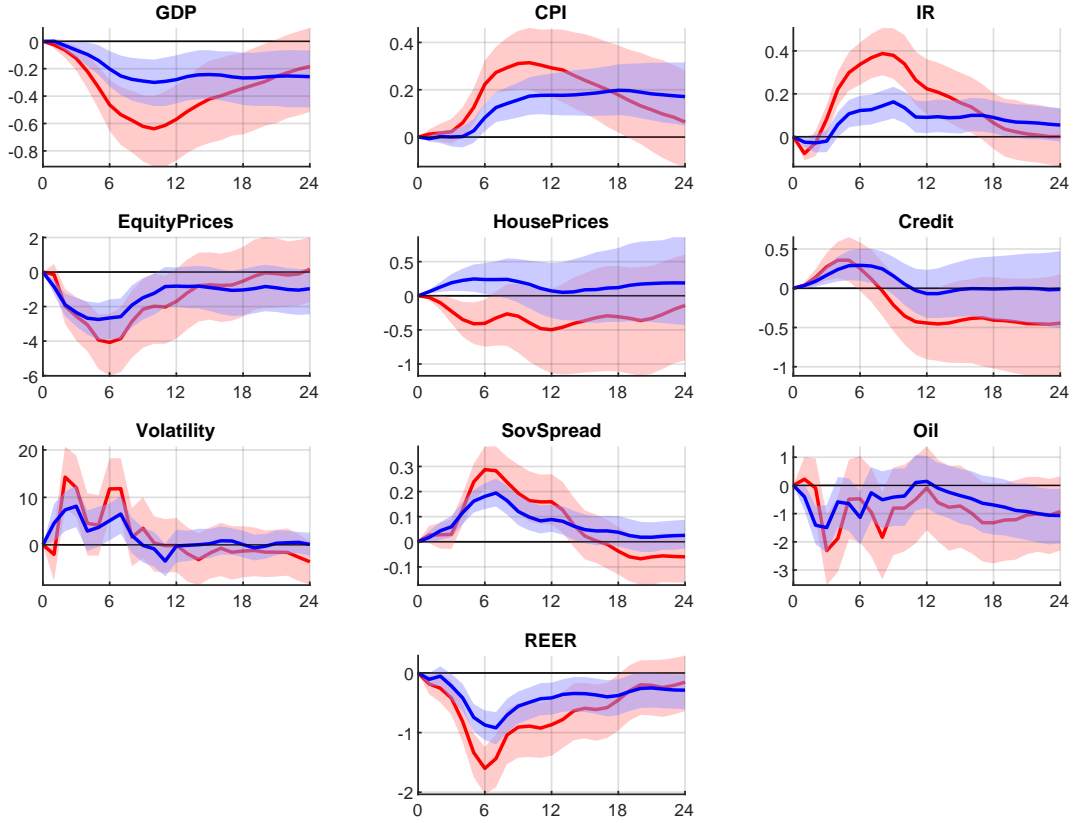 GDP CPI IR
0 0.4 0.4
-0.2 0.2 0.2
-0.4
-0.6 0 0
-0.8
0 6 12 18 24 0 6 12 18 24 0 6 12 18 24
EquityPrices HousePrices Credit
2 0.5 0.5
0 0 0
-2 -0.5 -0.5
-4 -1 -1
-6
0 6 12 18 24 0 6 12 18 24 0 6 12 18 24
Volatility SovSpread Oil
20 0.3 1
10 0.2 0
0 0.1 -1
0 -2
-0.1 -3
0 6 12 18 24 0 6 12 18 24 0 6 12 18 24
REER
0
-1
-2
0 6 12 18 24